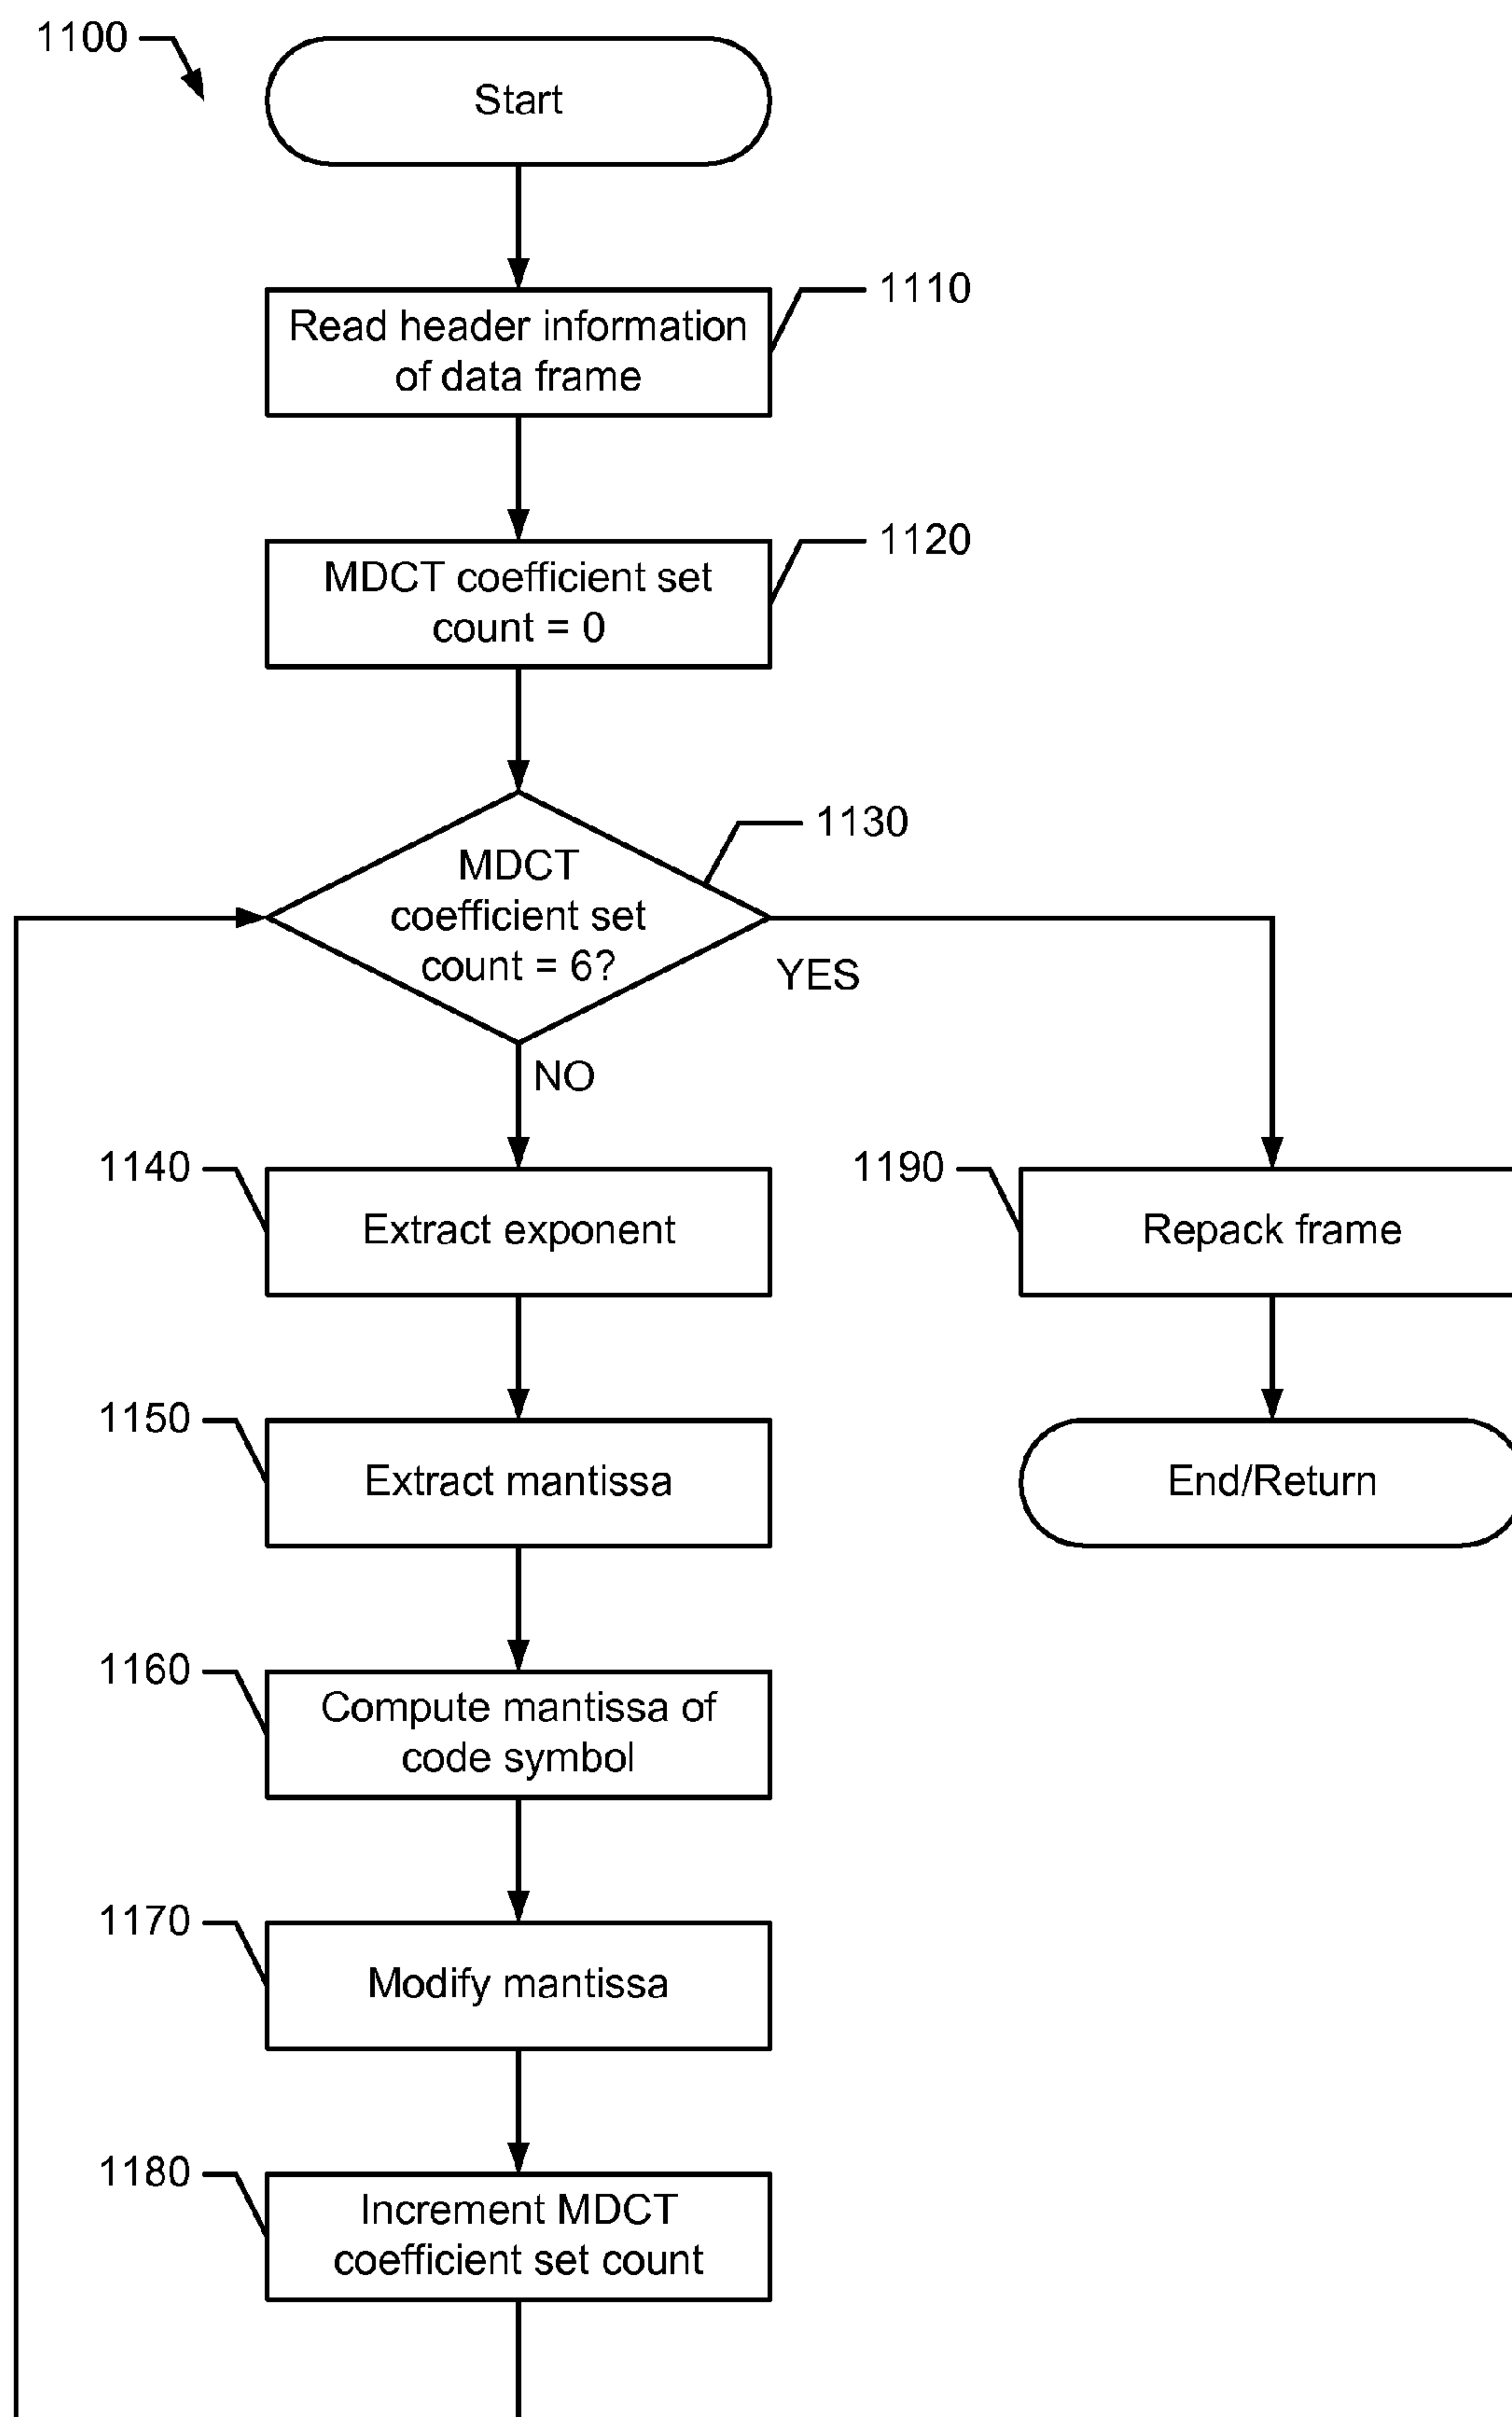 1100
Start
1110
Read header information
of data frame
1120
MDCT coefficient set
count = 0
1130
MDCT
coefficient set
count = 6?
YES
NO
1140
Extract exponent
1190
Repack frame
1150
Extract mantissa
End/Return
1160
Compute mantissa of
code symbol
1170
Modify mantissa
1180
Increment MDCT
coefficient set count